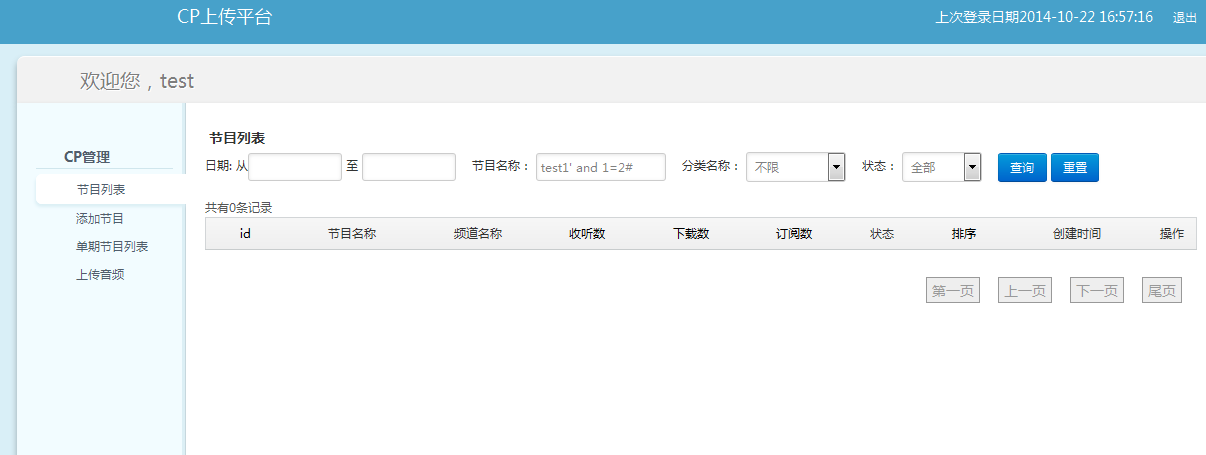 CP上传平台 上次登录日期2014-10-22 16:57:16 退出
欢迎您，test
CP管理
节目列表
添加节目
单期节目列表
上传音频
节目列表
日期: 从 至 节目名称： test1' and 1=2# 分类名称： 不限 状态： 全部 查询 重置
共有0条记录
id 节目名称 频道名称 收听数 下载数 订阅数 状态 排序 创建时间 操作
第一页 上一页 下一页 尾页